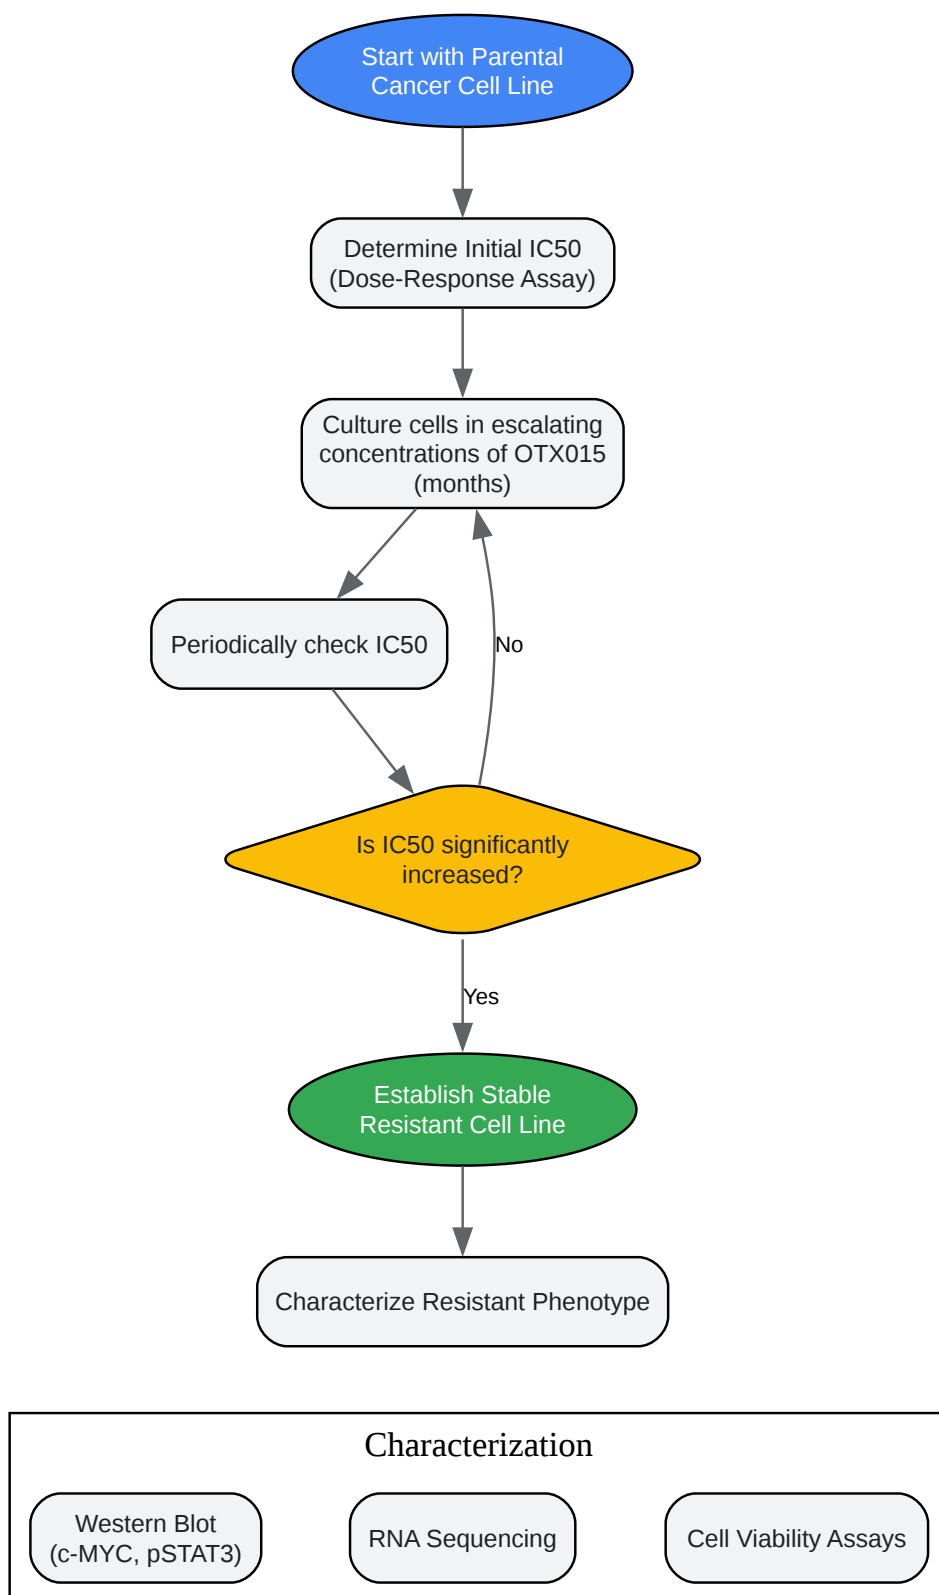 Start with Parental
Cancer Cell Line
Determine Initial IC50
(Dose-Response Assay)
Culture cells in escalating
concentrations of OTX015
(months)
Periodically check IC50
No
Is IC50 significantly
increased?
Yes
Establish Stable
Resistant Cell Line
Characterize Resistant Phenotype
Characterization
Western Blot
(c-MYC, pSTAT3)
RNA Sequencing
Cell Viability Assays